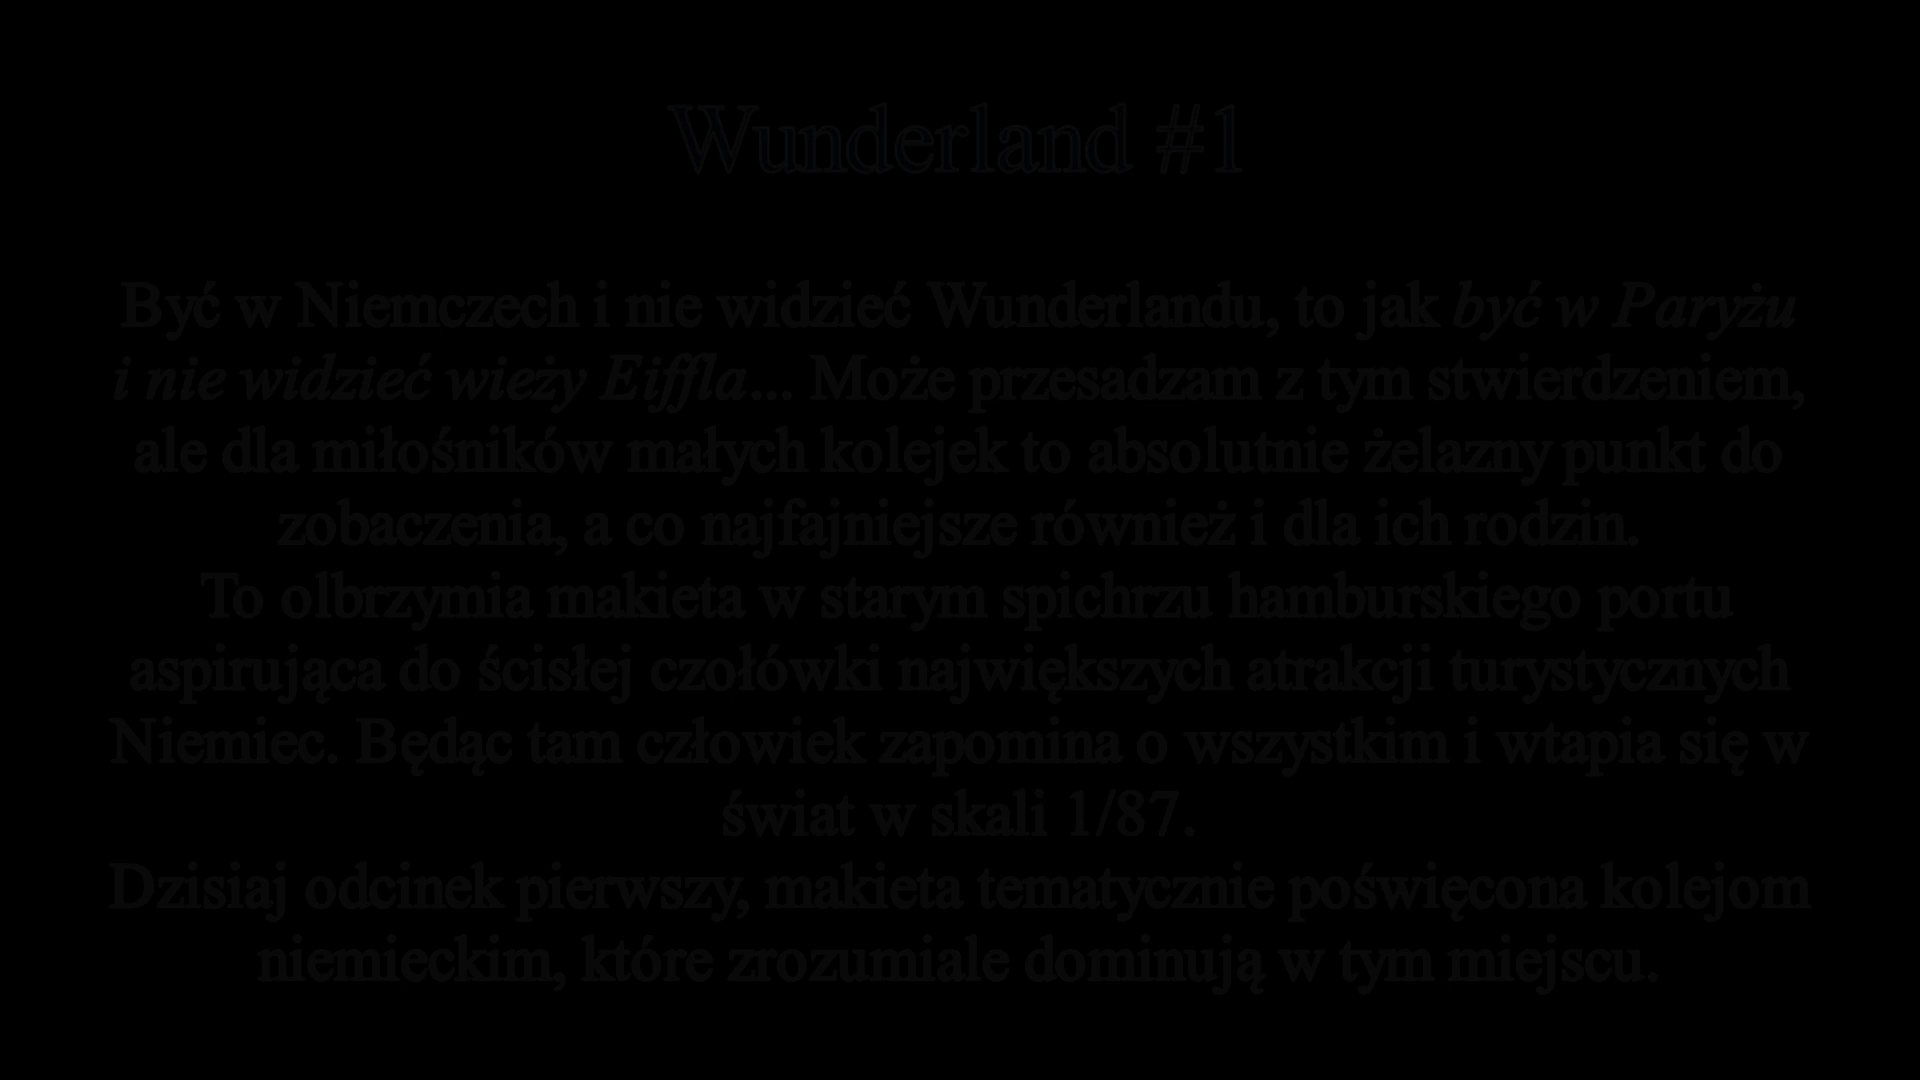 Wunderland #1
Być w Niemczech i nie widzieć Wunderlandu, to jak być w Paryżu
i nie widzieć wieży Eiffla... Może przesadzam z tym stwierdzeniem,
ale dla miłośników małych kolejek to absolutnie żelazny punkt do
zobaczenia, a co najfajniejsze również i dla ich rodzin.
To olbrzymia makieta w starym spichrzu hamburskiego portu
aspirująca do ścisłej czołówki największych atrakcji turystycznych
Niemiec. Będąc tam człowiek zapomina o wszystkim i wtapia się w
świat w skali 1/87.
Dzisiaj odcinek pierwszy, makieta tematycznie poświęcona kolejom
niemieckim, które zrozumiale dominują w tym miejscu.